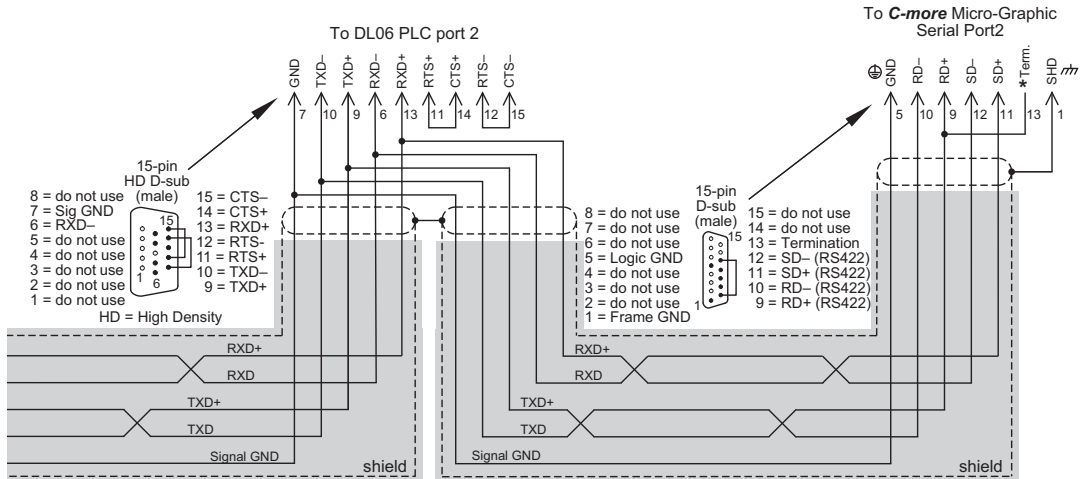 To DL06 PLC port 2
GND
TXD–
TXD+
RXD–
RXD+
RTS+
CTS+
RTS–
CTS–
7 10 9 6 13 11 14 12 15
To C-more Micro-Graphic
Serial Port2
GND
RD–
RD+
SD–
SD+
*Term.
SHD
5 10 9 12 11 13 1
15-pin
HD D-sub
(male)
8 = do not use
7 = Sig GND
6 = RXD–
5 = do not use
4 = do not use
3 = do not use
2 = do not use
1 = do not use
15
1
6
15 = CTS–
14 = CTS+
13 = RXD+
12 = RTS-
11 = RTS+
10 = TXD–
9 = TXD+
HD = High Density
15-pin
D-sub
(male)
8 = do not use
7 = do not use
6 = do not use
5 = Logic GND
4 = do not use
3 = do not use
2 = do not use
1 = Frame GND
15
1
15 = do not use
14 = do not use
13 = Termination
12 = SD– (RS422)
11 = SD+ (RS422)
10 = RD– (RS422)
9 = RD+ (RS422)
RXD+
RXD
TXD+
TXD
Signal GND
shield
RXD+
RXD
TXD+
TXD
Signal GND
shield